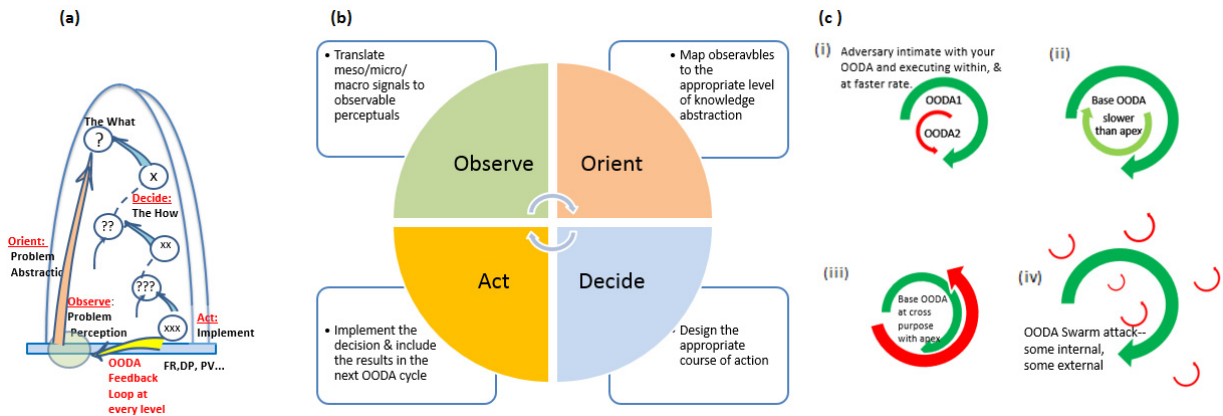 (a)
The What
?
x
Decide:
The How
??
xx
Orient:
Problem
Abstractic
???
Observe:
Problem
Perception
xxx
Act:
Implement
OODA
Feedback
Loop at
every level
FR,DP, PV...
(b)
• Translate
meso/micro/
macro signals to
observable
perceptuals
• Map obseravbles to
the appropriate
level of knowledge
abstraction
Observe
Orient
Act
Decide
• Implement the
decision & include
the results in the
next OODA cycle
• Design the
appropriate
course of action
(c )
(i)
Adversary intimate with your
OODA and executing within, &
at faster rate.
OODA1
OODA2
(ii)
Base OODA
slower
than apex
(iii)
Base OODA
at cross
purpose
with apex
(iv)
OODA Swarm attack--
some internal,
some external